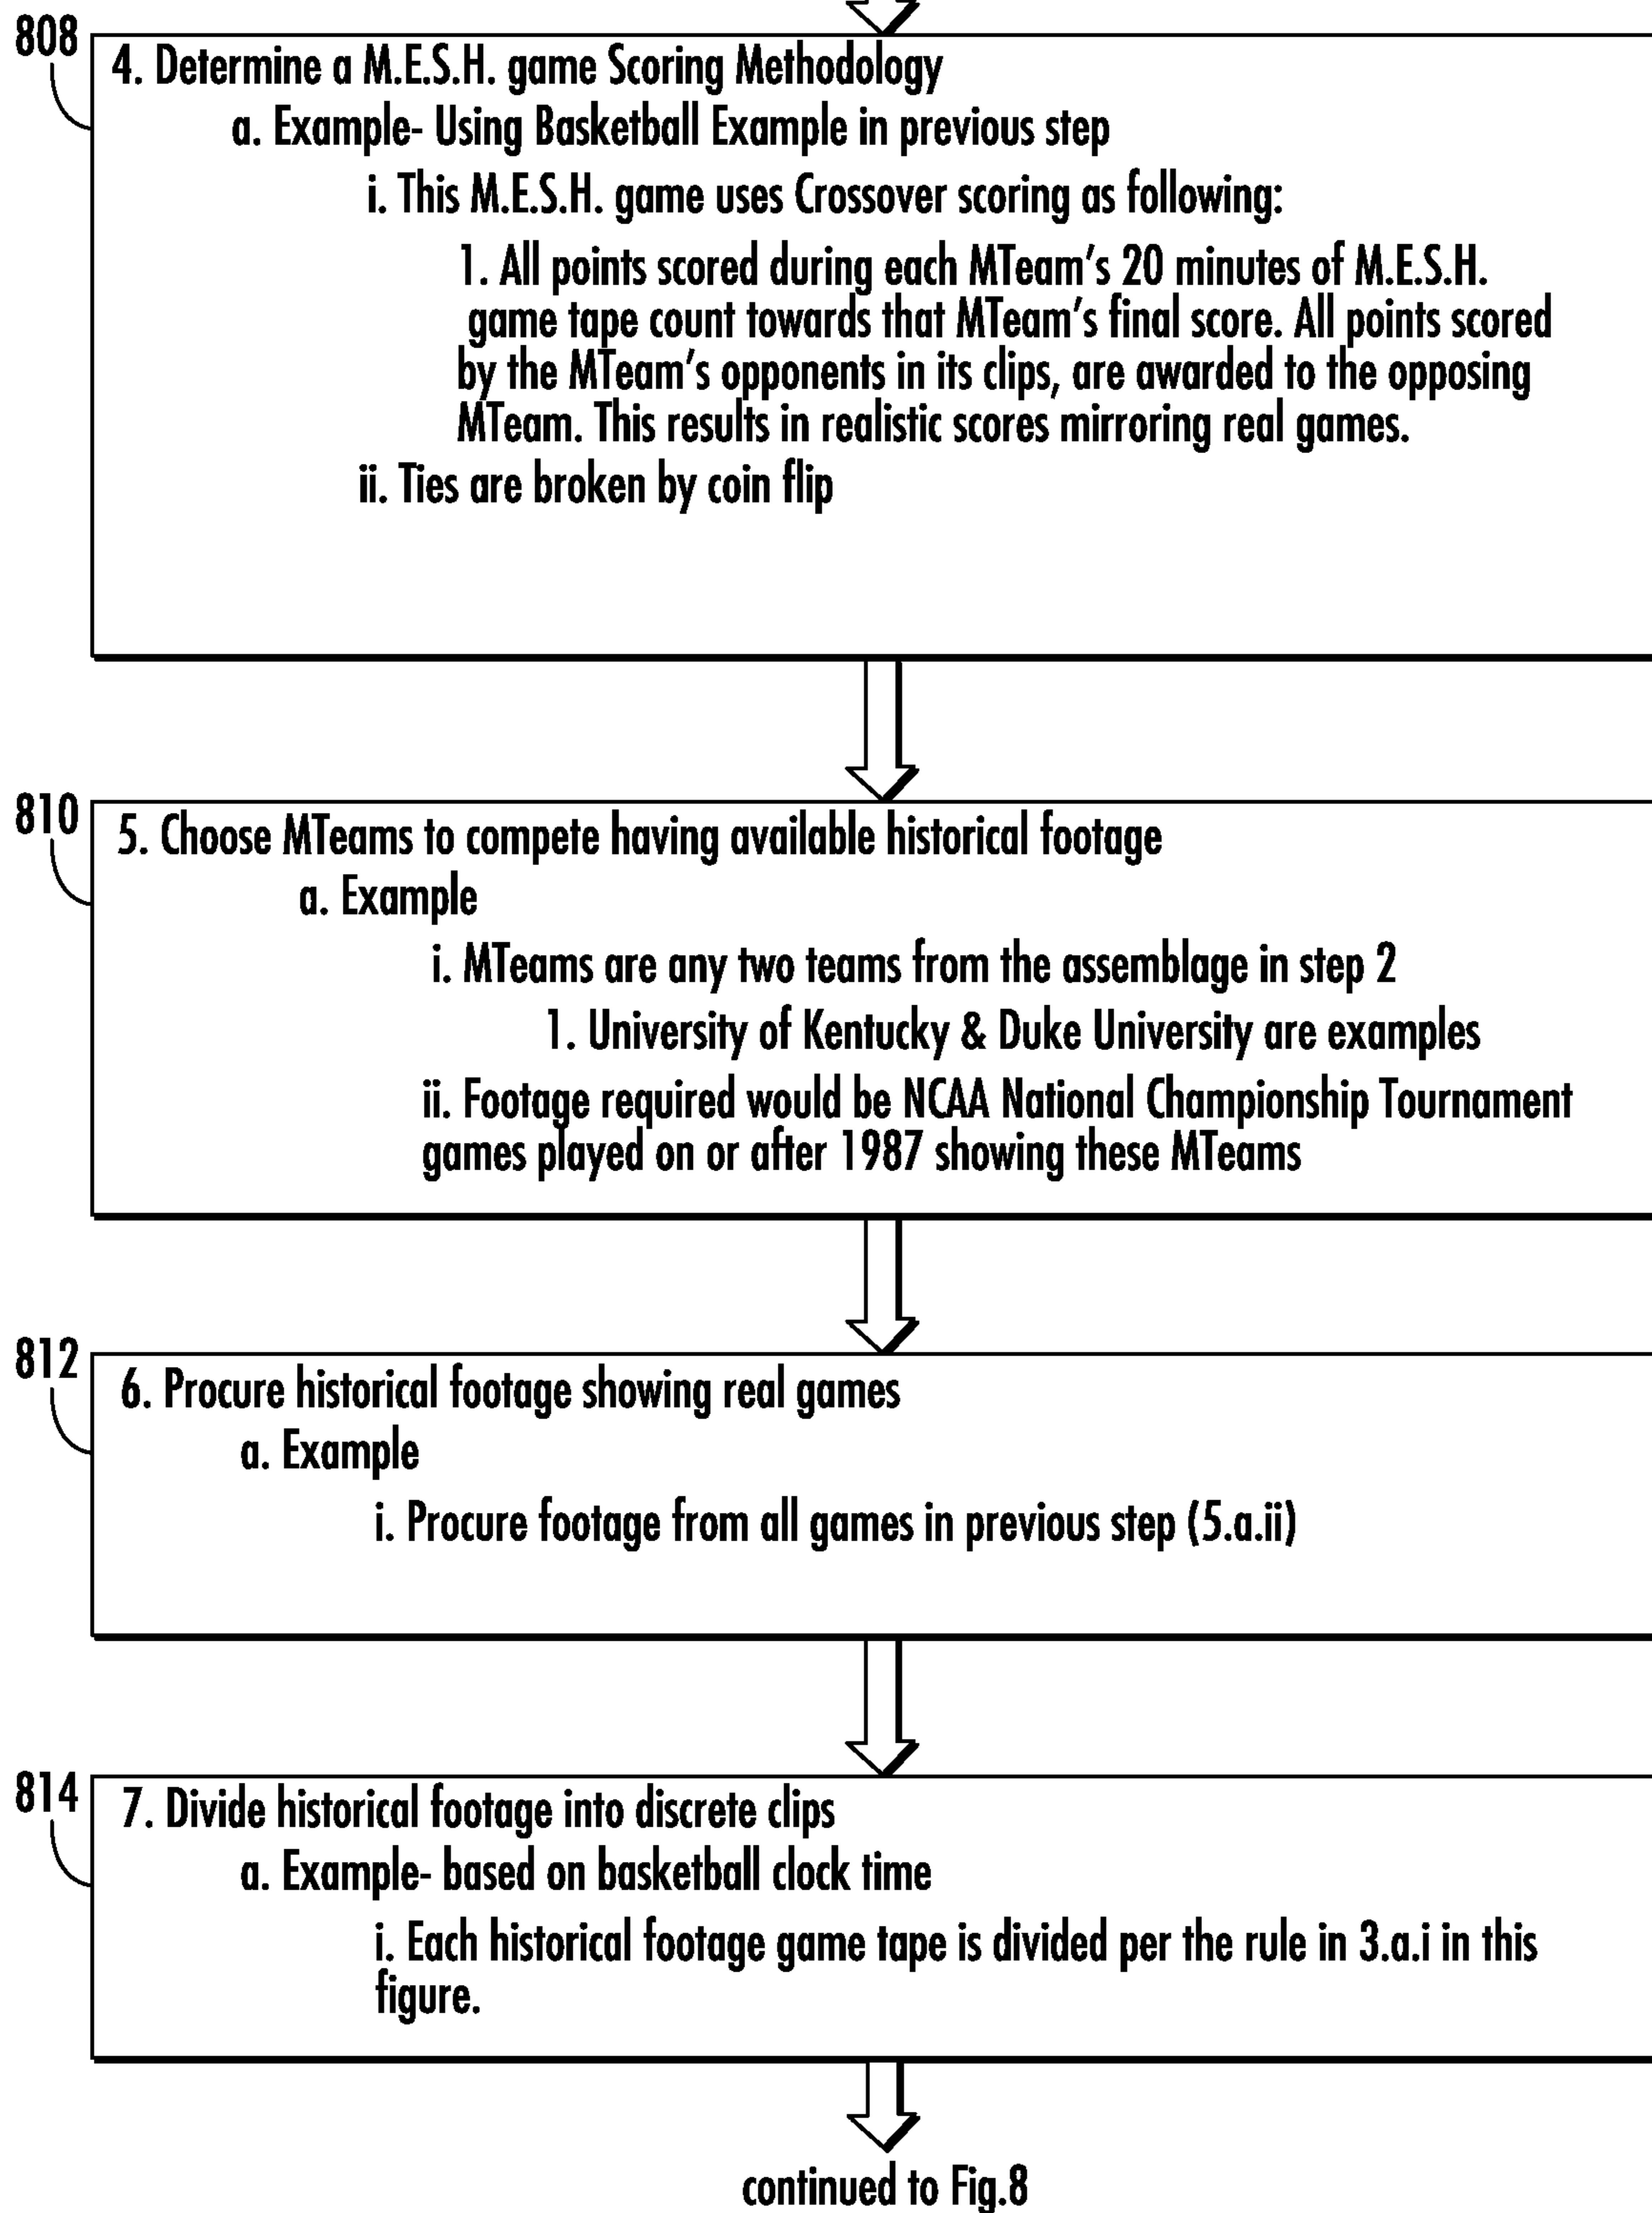 808
4. Determine a M.E.S.H. game Scoring Methodology
a. Example- Using Basketball Example in previous step
i. This M.E.S.H. game uses Crossover scoring as following:
1. All points scored during each MTeam's 20 minutes of M.E.S.H.
game tape count towards that MTeam's final score. All points scored
by the MTeam's opponents in its clips, are awarded to the opposing
MTeam. This results in realistic scores mirroring real games.
ii. Ties are broken by coin flip
810
5. Choose MTeams to compete having available historical footage
a. Example
i. MTeams are any two teams from the assemblage in step 2
1. University of Kentucky & Duke University are examples
ii. Footage required would be NCAA National Championship Tournament
games played on or after 1987 showing these MTeams
812
6. Procure historical footage showing real games
a. Example
i. Procure footage from all games in previous step (5.a.ii)
814
7. Divide historical footage into discrete clips
a. Example- based on basketball clock time
i. Each historical footage game tape is divided per the rule in 3.a.i in this
figure.
continued to Fig.8